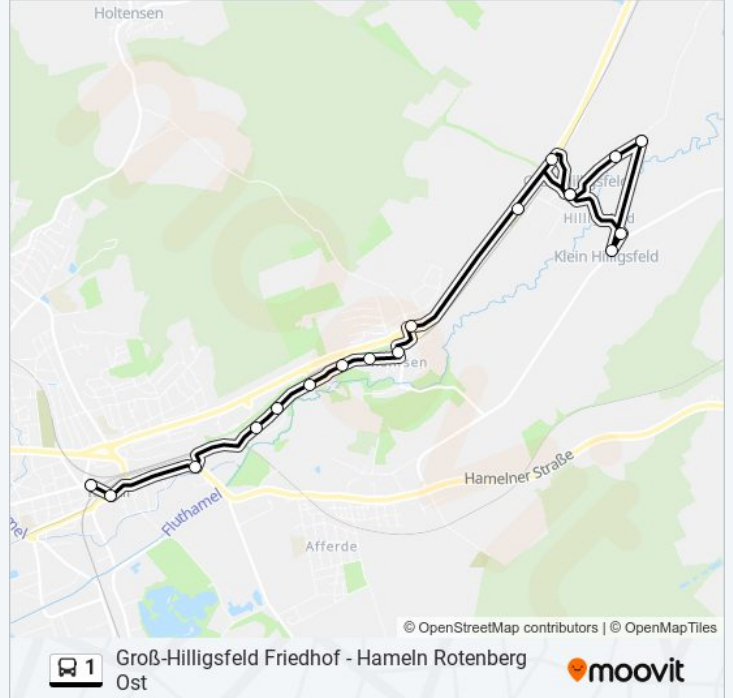 Holtensen
Klein Hilligsfeld
Hamelner Straße
Fluthamel
Afferde
© OpenStreetMap contributors | © OpenMapTiles
1
Groß-Hilligsfeld Friedhof - Hameln Rotenberg
Ost
moovit